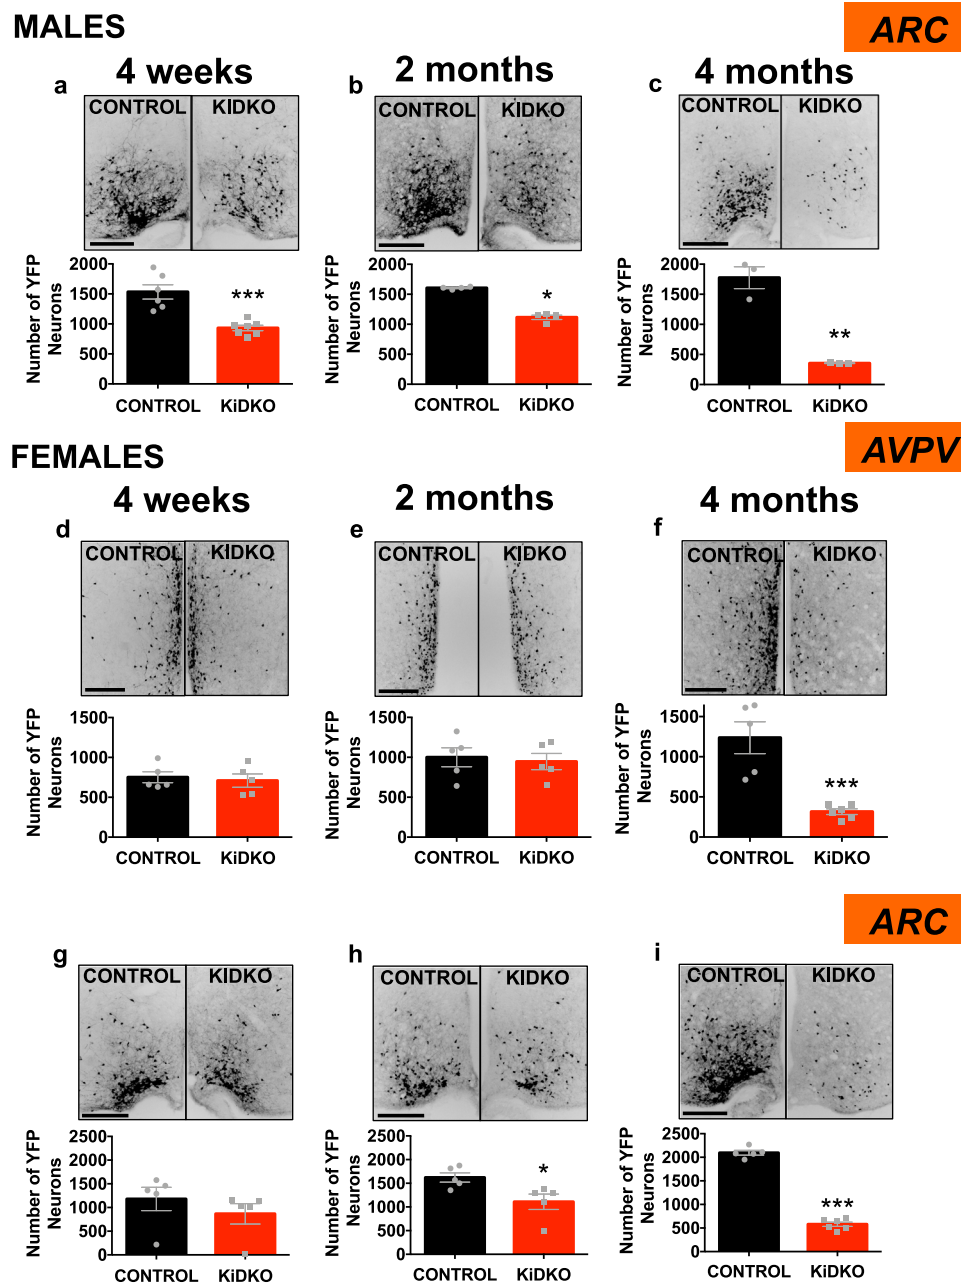 MALES
ARC
4 weeks
2 months
4 months
a
b
c
CONTROL KIDKO
CONTROL KIDKO
CONTROL KIDKO
Number of YFP
Neurons
2000
1500
1000
500
0
***
CONTROL KiDKO
Number of YFP
Neurons
2000
1500
1000
500
0
*
CONTROL KiDKO
Number of YFP
Neurons
2000
1500
1000
500
0
**
CONTROL KiDKO
FEMALES
AVPV
4 weeks
2 months
4 months
d
e
f
CONTROL KIDKO
CONTROL KIDKO
CONTROL KIDKO
Number of YFP
Neurons
1500
1000
500
0
CONTROL KiDKO
Number of YFP
Neurons
1500
1000
500
0
CONTROL KiDKO
Number of YFP
Neurons
1500
1000
500
0
***
CONTROL KiDKO
ARC
g
h
i
CONTROL KIDKO
CONTROL KIDKO
CONTROL KIDKO
Number of YFP
Neurons
2500
2000
1500
1000
500
0
CONTROL KiDKO
Number of YFP
Neurons
2500
2000
1500
1000
500
0
*
CONTROL KiDKO
Number of YFP
Neurons
2500
2000
1500
1000
500
0
***
CONTROL KiDKO